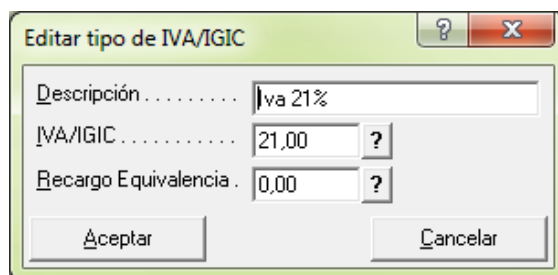 Editar tipo de IVA/IGIC
?
Descripción . . . . . . . . . Iva 21%
IVA/IGIC . . . . . . . . . . . 21,00 ?
Recargo Equivalencia . 0,00 ?
Aceptar Cancelar